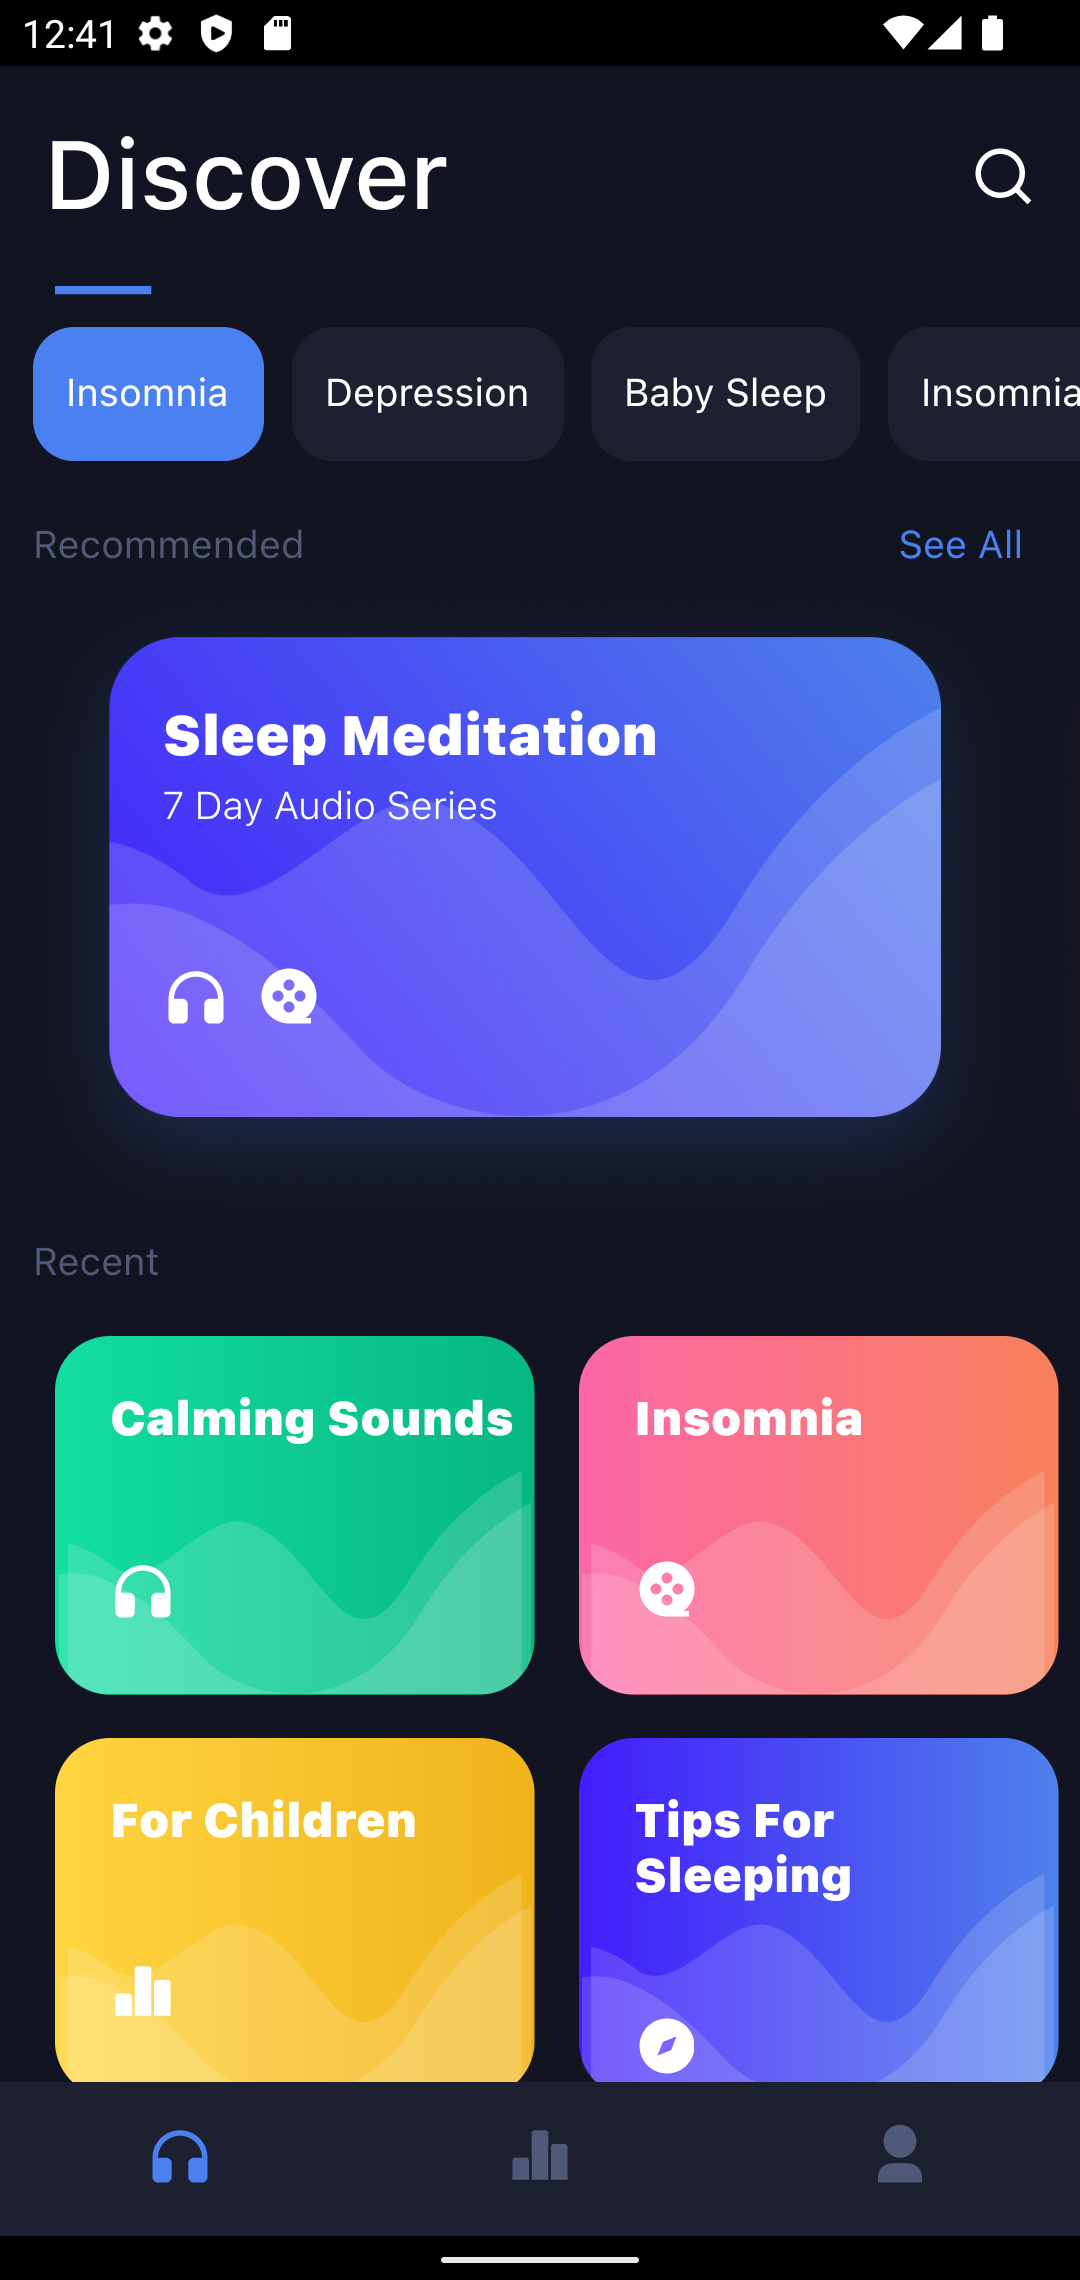 12:41
Discover
Insomnia
Depression
Baby Sleep
Insomnia
Recommended
See All
Sleep Meditation
7 Day Audio Series
Recent
Calming Sounds
Insomnia
For Children
Tips For
Sleeping